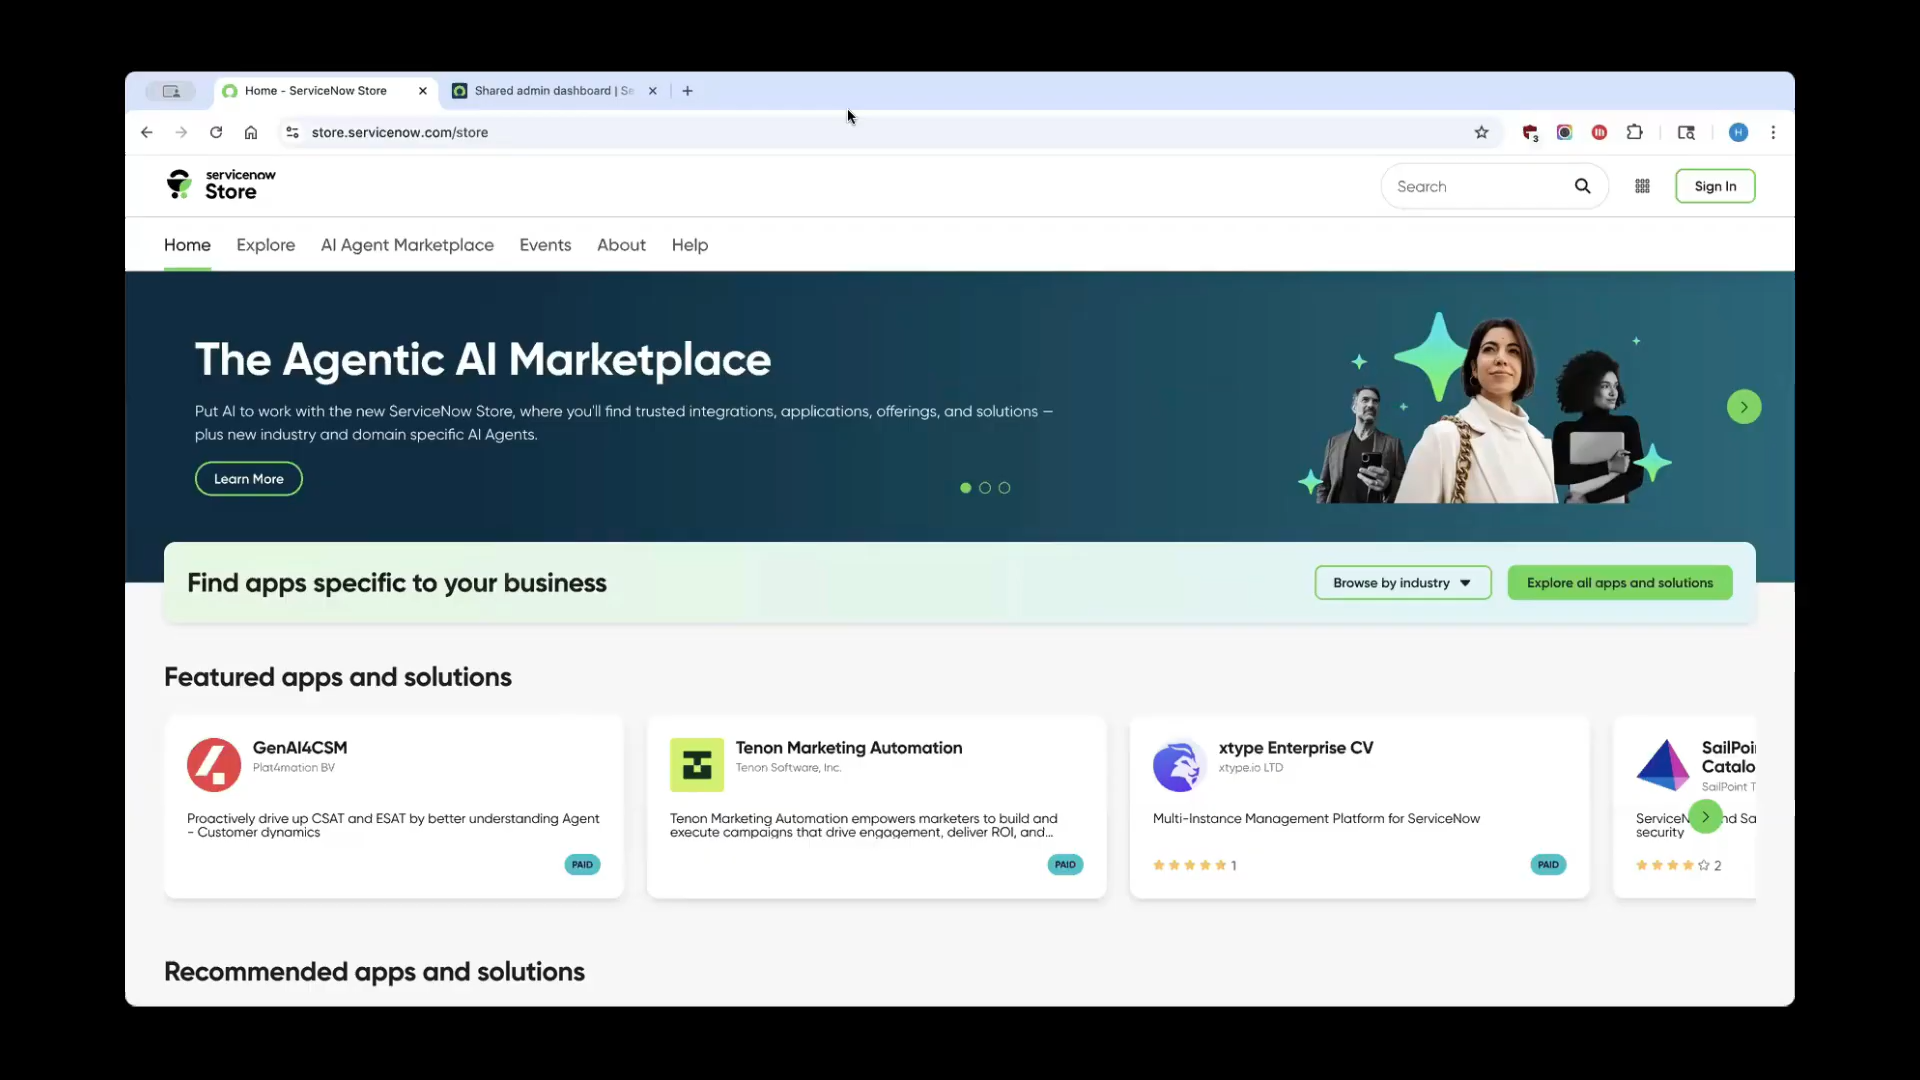 Home - ServiceNow Store
Shared admin dashboard | Se
store.servicenow.com/store
3
H
servicenow
Store
Search
Sign In
Home
Explore
AI Agent Marketplace
Events
About
Help
The Agentic AI Marketplace
Put AI to work with the new ServiceNow Store, where you'll find trusted integrations, applications, offerings, and solutions —
plus new industry and domain specific AI Agents.
Learn More
Find apps specific to your business
Browse by industry
Explore all apps and solutions
Featured apps and solutions
GenAI4CSM
Plat4mation BV
Proactively drive up CSAT and ESAT by better understanding Agent
- Customer dynamics
PAID
Tenon Marketing Automation
Tenon Software, Inc.
Tenon Marketing Automation empowers marketers to build and
execute campaigns that drive engagement, deliver ROI, and...
PAID
xtype Enterprise CV
xtype.io LTD
Multi-Instance Management Platform for ServiceNow
1
PAID
SailPoi
Catalo
SailPoint T
ServiceN nd Sa
security
2
Recommended apps and solutions